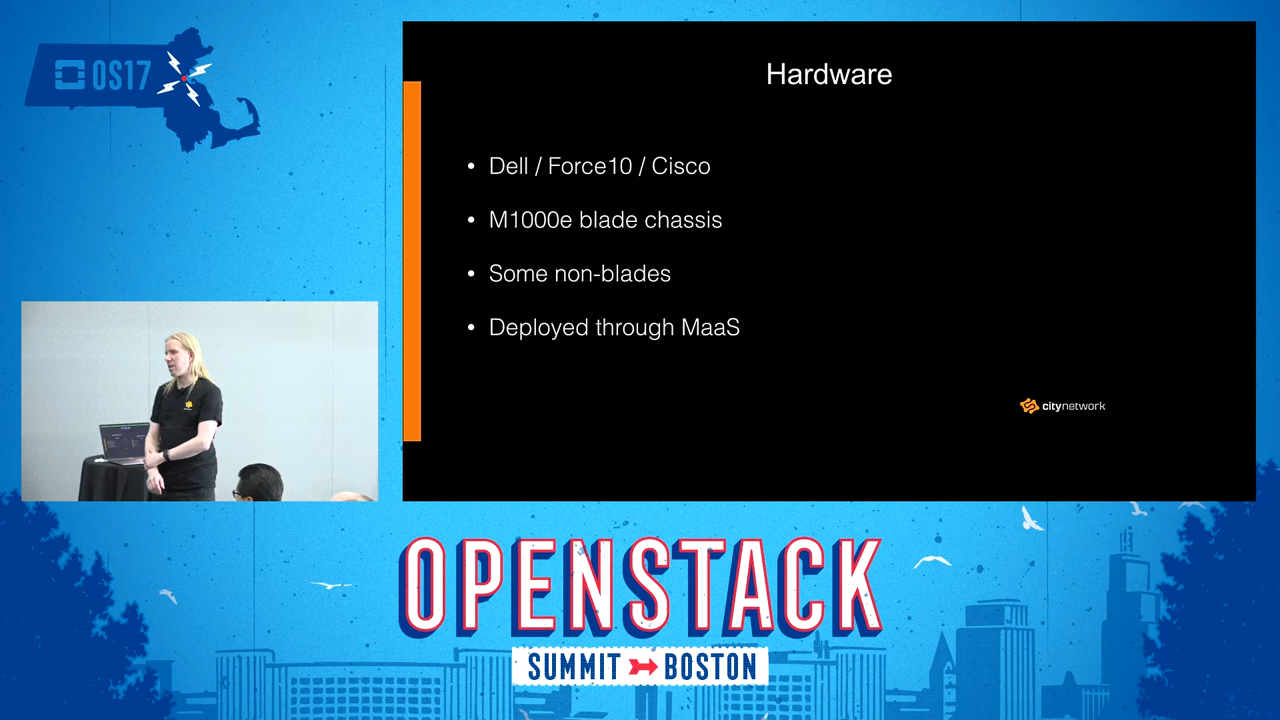 OS17
Hardware
• Dell / Force10 / Cisco
• M1000e blade chassis
• Some non-blades
• Deployed through MaaS
citynetwork
OPENSTACK
SUMMIT BOSTON